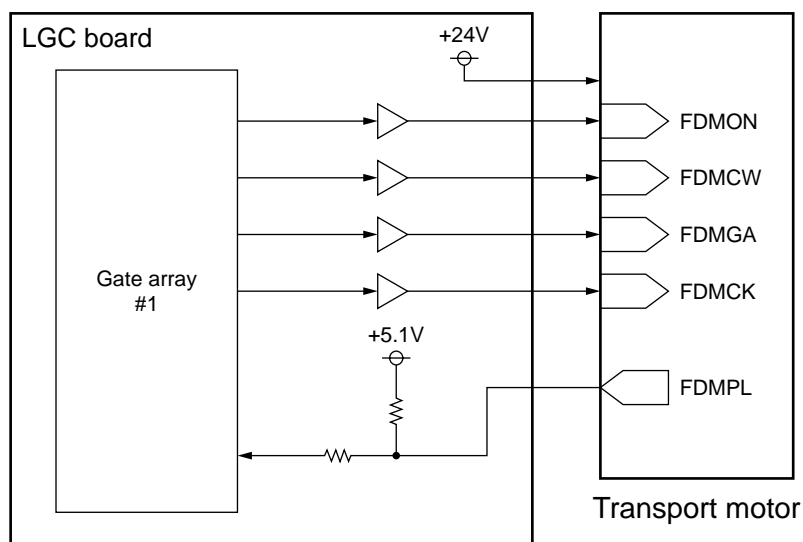 LGC board
+24V
FDMON
FDMCW
FDMGA
Gate array
#1
FDMCK
+5.1V
FDMPL
Transport motor